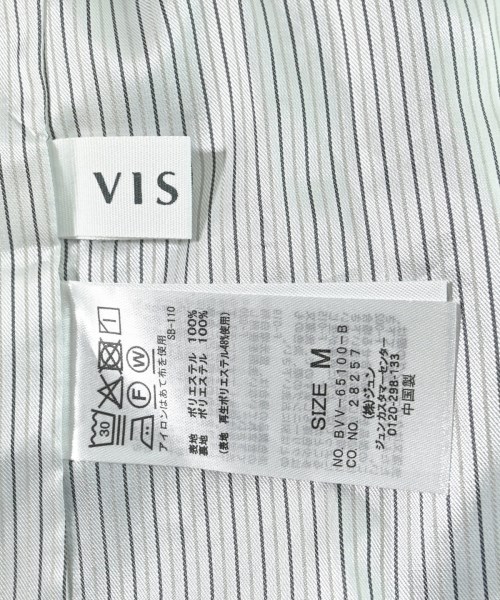 VIS
30
F W
アイロンはあて布を使用
SB-110
表地 ポリエステル 100%
裏地 ポリエステル 100%
(表地 再生ポリエステル48%使用)
SIZE M
NO. BVV-65100-B
CO. NO. 28257
(株)ジュン
ジュンカスタマーセンター
0120-298-133
中国製